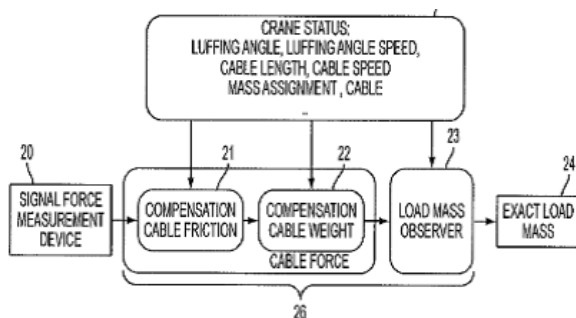 CRANE STATUS:
LUFFING ANGLE, LUFFING ANGLE SPEED,
CABLE LENGTH, CABLE SPEED
MASS ASSIGNMENT , CABLE
20
21
22
23
24
SIGNAL FORCE
MEASUREMENT
DEVICE
COMPENSATION
CABLE FRICTION
COMPENSATION
CABLE WEIGHT
CABLE FORCE
LOAD MASS
OBSERVER
EXACT LOAD
MASS
26